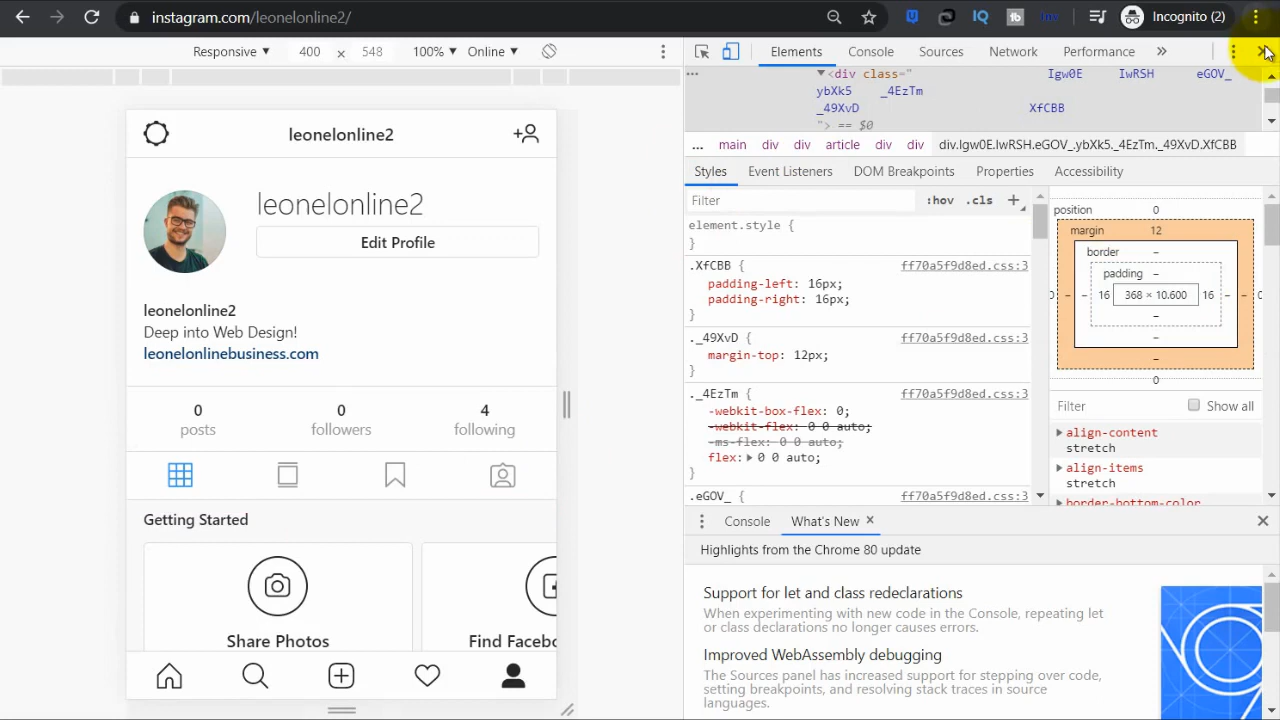 instagram.com/leonelonline2/
IQ
fb
Incognito (2)
Responsive
400
×
548
100%
Online
Elements
Console
Sources
Network
Performance
»
leonelonline2
leonelonline2
Edit Profile
leonelonline2
Deep into Web Design!
leonelonlinebusiness.com
0
posts
0
followers
4
following
Getting Started
Share Photos
Find Facebo
…
<div class="
Igw0E
IwRSH
eGOV_
ybXk5
_4EzTm
_49XvD
XfCBB
"> == $0
... main div div article div div div.Igw0E.IwRSH.eGOV_.ybXk5._4EzTm._49XvD.XfCBB
Styles
Event Listeners
DOM Breakpoints
Properties
Accessibility
Filter
:hov
.cls
+
element.style {
}
.XfCBB {
ff70a5f9d8ed.css:3
padding-left: 16px;
padding-right: 16px;
}
._49XvD {
ff70a5f9d8ed.css:3
margin-top: 12px;
}
._4EzTm {
ff70a5f9d8ed.css:3
-webkit-box-flex: 0;
-webkit-flex: 0 0 auto;
-ms-flex: 0 0 auto;
flex: 0 0 auto;
}
.eGOV_
ff70a5f9d8ed.css:3
position
0
margin
12
border
–
padding
–
0
–
–
16
368 × 10.600
16
–
–
0
–
–
–
0
Filter
Show all
align-content
stretch
align-items
stretch
border-bottom-color
Console
What's New
×
Highlights from the Chrome 80 update
Support for let and class redeclarations
When experimenting with new code in the Console, repeating let
or class declarations no longer causes errors.
Improved WebAssembly debugging
The Sources panel has increased support for stepping over code,
setting breakpoints, and resolving stack traces in source
languages.